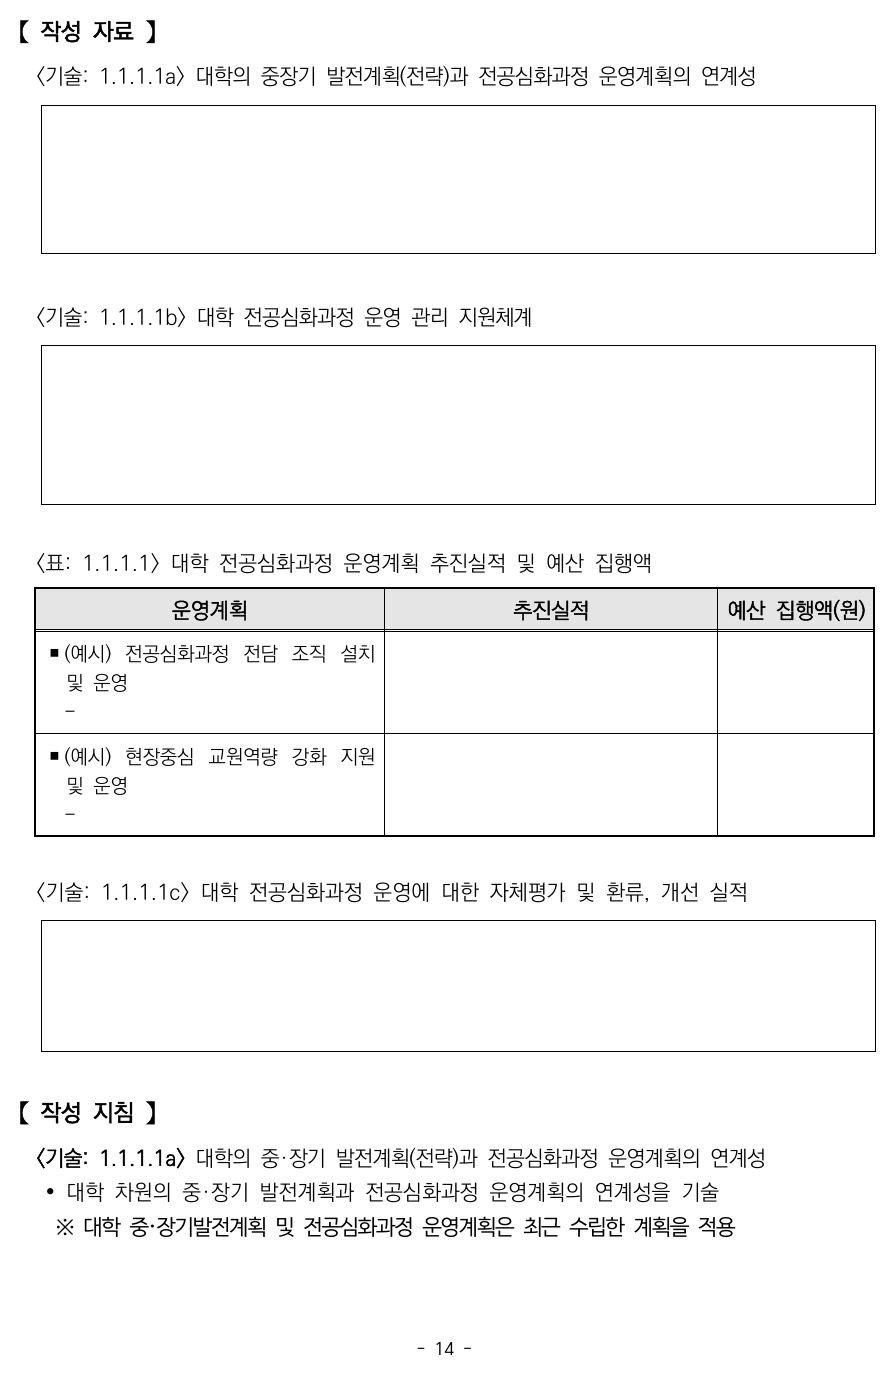 【 작성 자료 】
<기술: 1.1.1.1a> 대학의 중장기 발전계획(전략)과 전공심화과정 운영계획의 연계성
<기술: 1.1.1.1b> 대학 전공심화과정 운영 관리 지원체계
<표: 1.1.1.1> 대학 전공심화과정 운영계획 추진실적 및 예산 집행액
운영계획 추진실적 예산 집행액(원)
▪(예시) 전공심화과정 전담 조직 설치
및 운영
-
▪(예시) 현장중심 교원역량 강화 지원
및 운영
-
<기술: 1.1.1.1c> 대학 전공심화과정 운영에 대한 자체평가 및 환류, 개선 실적
【 작성 지침 】
<기술: 1.1.1.1a> 대학의 중·장기 발전계획(전략)과 전공심화과정 운영계획의 연계성
• 대학 차원의 중·장기 발전계획과 전공심화과정 운영계획의 연계성을 기술
※ 대학 중·장기발전계획 및 전공심화과정 운영계획은 최근 수립한 계획을 적용
- 14 -